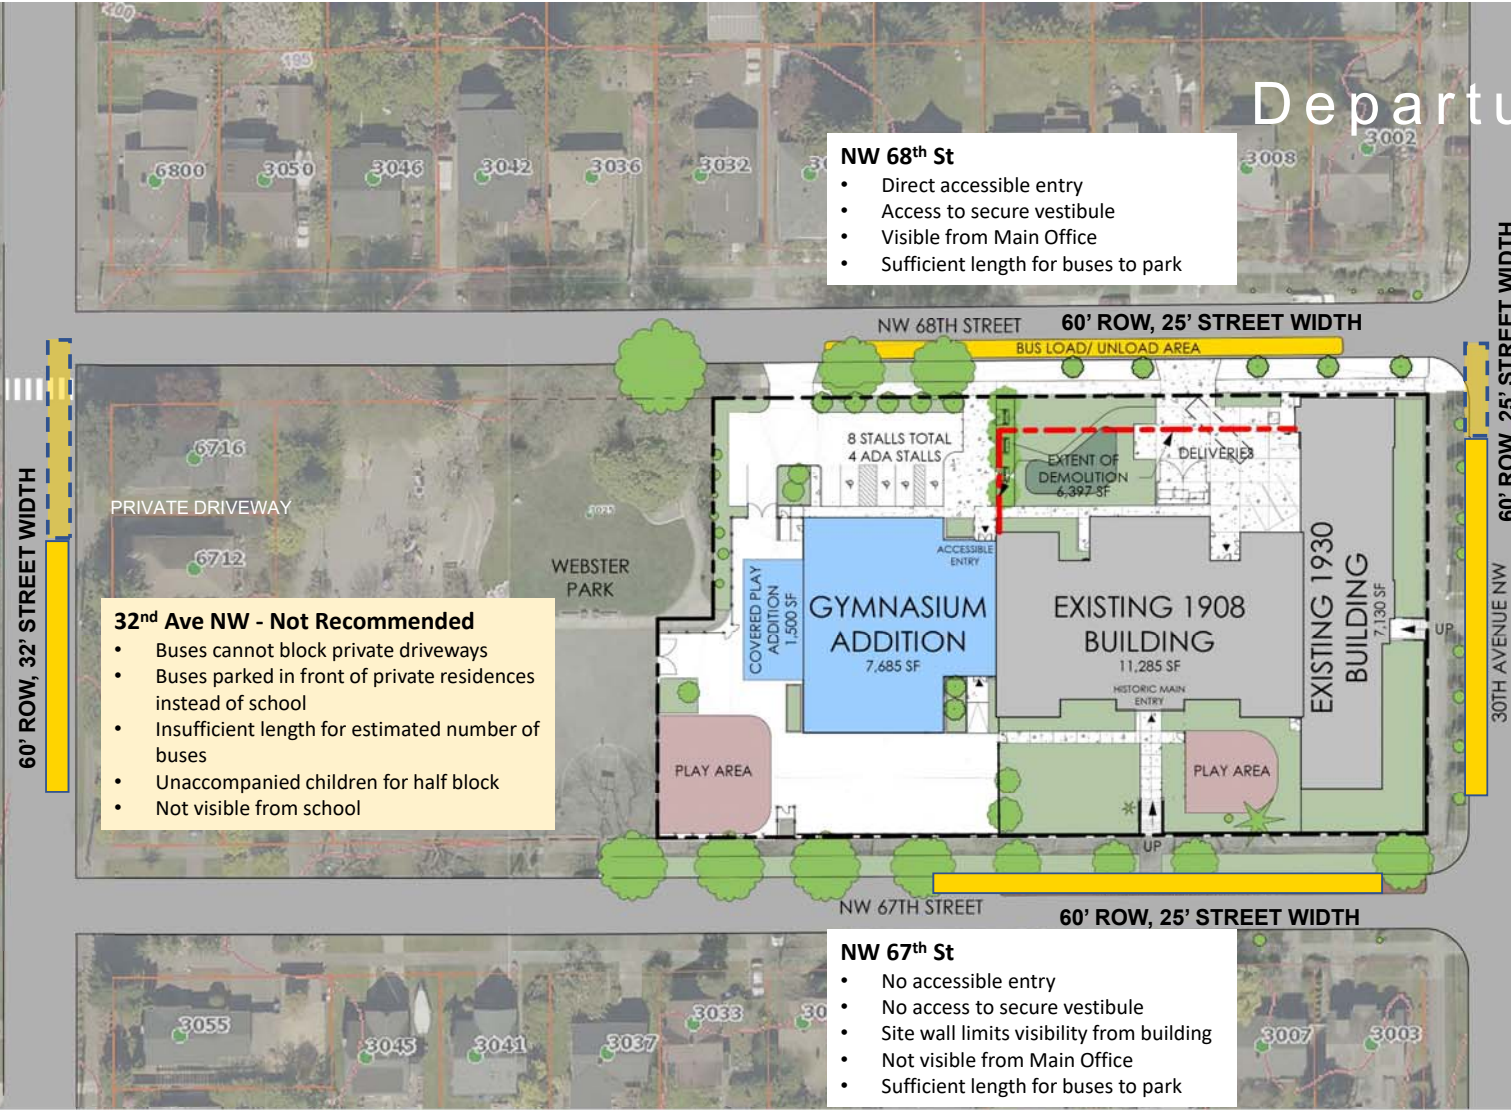 200
195
Departu
6800
3050
3046
3042
3036
3032
3008
3002
NW 68th St
• Direct accessible entry
• Access to secure vestibule
• Visible from Main Office
• Sufficient length for buses to park
NW 68TH STREET
60' ROW, 25' STREET WIDTH
BUS LOAD/ UNLOAD AREA
60' ROW, 25' STREET WIDTH
30TH AVENUE NW
60' ROW, 32' STREET WIDTH
6716
PRIVATE DRIVEWAY
6712
3025
WEBSTER
PARK
8 STALLS TOTAL
4 ADA STALLS
EXTENT OF
DEMOLITION
6,397 SF
DELIVERIES
ACCESSIBLE
ENTRY
COVERED PLAY
ADDITION
1,500 SF
GYMNASIUM
ADDITION
7,685 SF
EXISTING 1908
BUILDING
11,285 SF
HISTORIC MAIN
ENTRY
EXISTING 1930
BUILDING
7,130 SF
UP
32nd Ave NW - Not Recommended
• Buses cannot block private driveways
• Buses parked in front of private residences
instead of school
• Insufficient length for estimated number of
buses
• Unaccompanied children for half block
• Not visible from school
PLAY AREA
PLAY AREA
UP
NW 67TH STREET
60' ROW, 25' STREET WIDTH
NW 67th St
• No accessible entry
• No access to secure vestibule
• Site wall limits visibility from building
• Not visible from Main Office
• Sufficient length for buses to park
3055
3045
3041
3037
3033
30
3007
3003